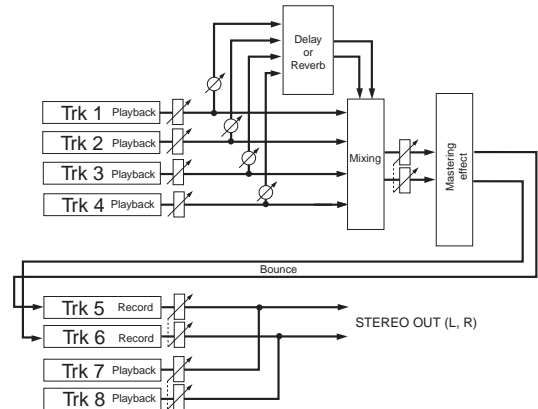 Delay
or
Reverb
Trk 1 Playback
Trk 2 Playback
Trk 3 Playback
Trk 4 Playback
Mixing
Mastering
effect
Bounce
Trk 5 Record
Trk 6 Record
STEREO OUT (L, R)
Trk 7 Playback
Trk 8 Playback